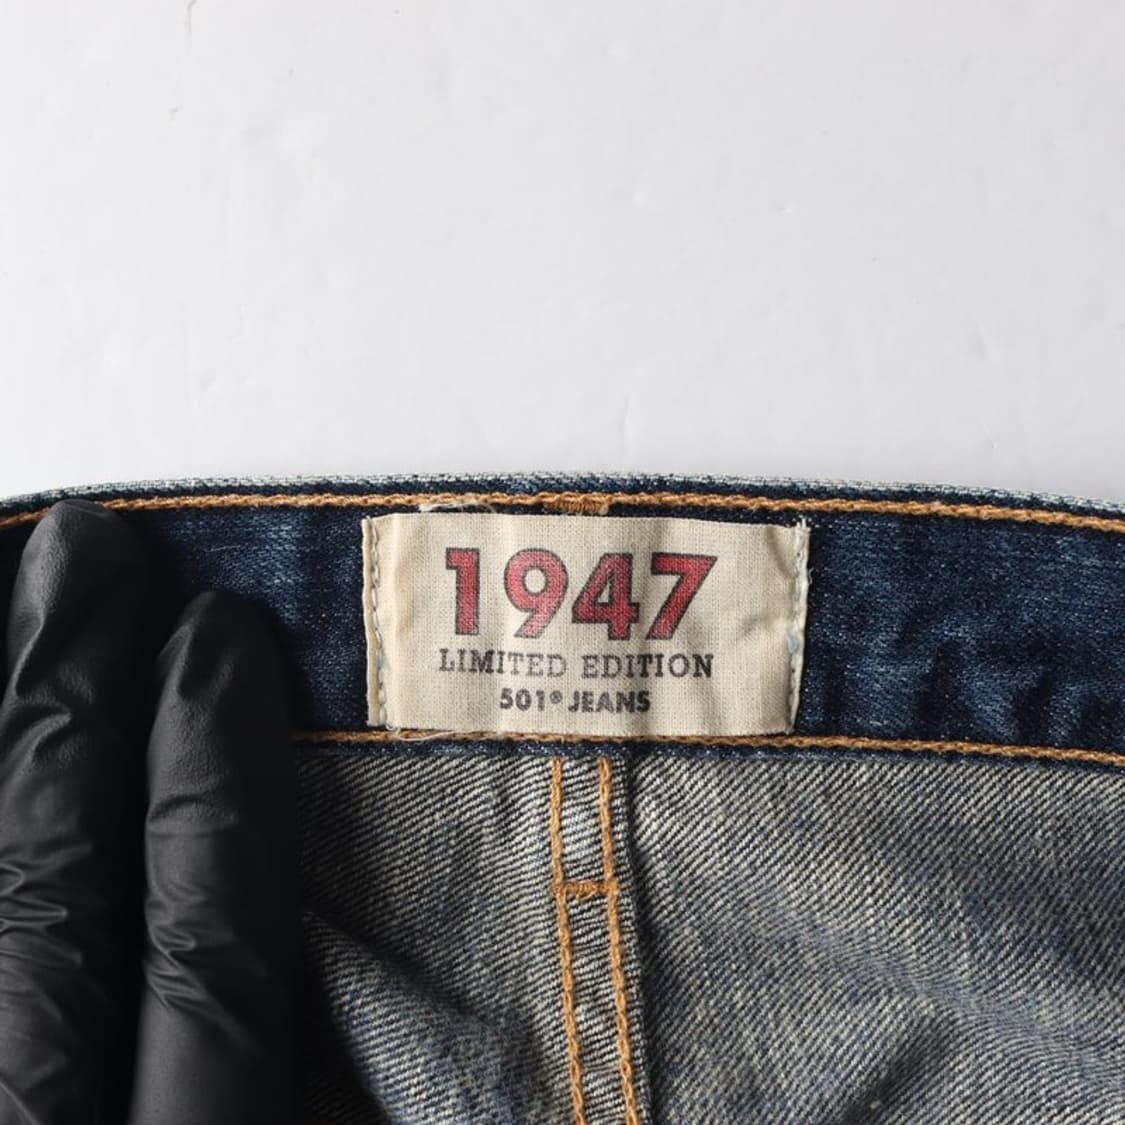 1947
LIMITED EDITION
501® JEANS